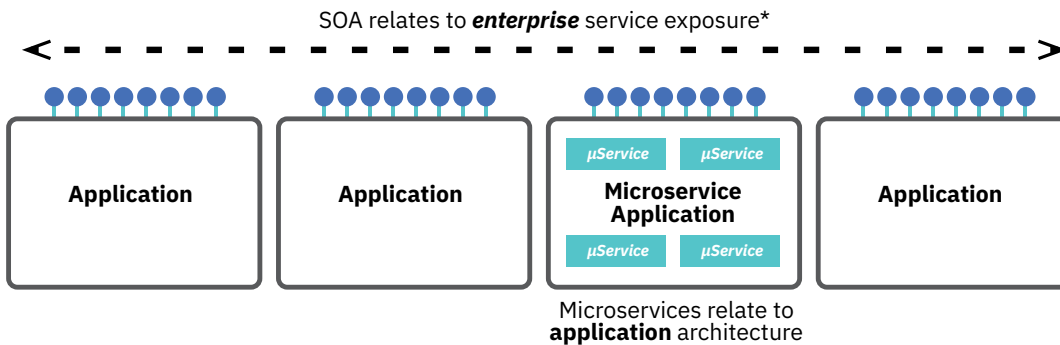 SOA relates to enterprise service exposure*
Application
Application
µService
µService
Microservice
Application
µService
µService
Application
Microservices relate to
application architecture